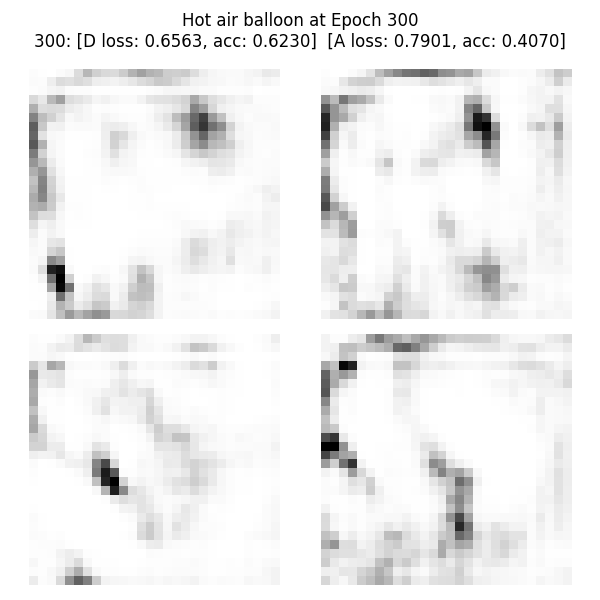 Hot air balloon at Epoch 300
300: [D loss: 0.6563, acc: 0.6230]  [A loss: 0.7901, acc: 0.4070]